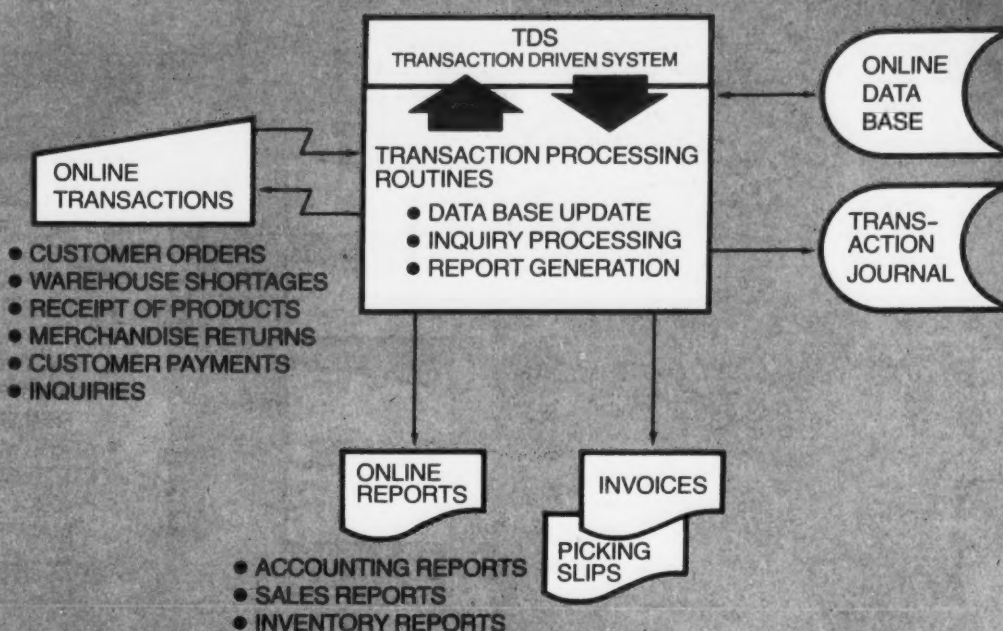 TDS
TRANSACTION DRIVEN SYSTEM
TRANSACTION PROCESSING
ROUTINES
● DATA BASE UPDATE
● INQUIRY PROCESSING
● REPORT GENERATION
ONLINE
DATA
BASE
TRANS-
ACTION
JOURNAL
ONLINE
TRANSACTIONS
● CUSTOMER ORDERS
● WAREHOUSE SHORTAGES
● RECEIPT OF PRODUCTS
● MERCHANDISE RETURNS
● CUSTOMER PAYMENTS
● INQUIRIES
ONLINE
REPORTS
● ACCOUNTING REPORTS
● SALES REPORTS
● INVENTORY REPORTS
INVOICES
PICKING
SLIPS